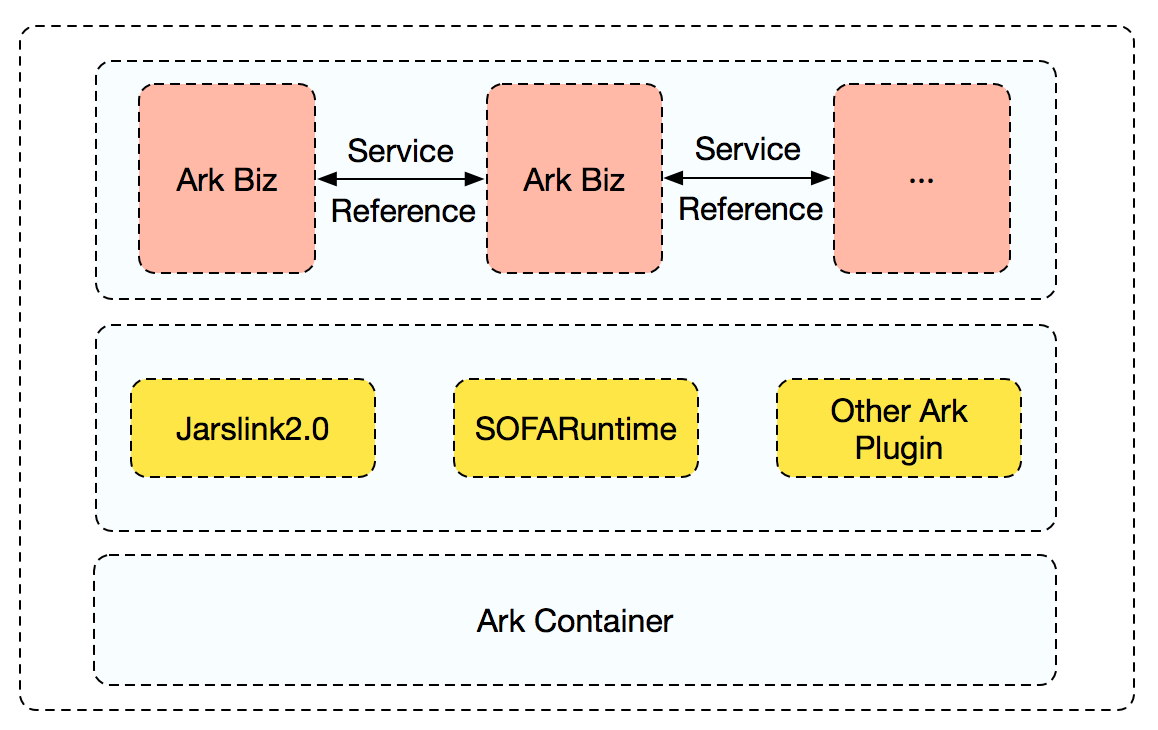 Ark Biz
Service
Reference
Ark Biz
Service
Reference
...
Jarslink2.0
SOFARuntime
Other Ark
Plugin
Ark Container